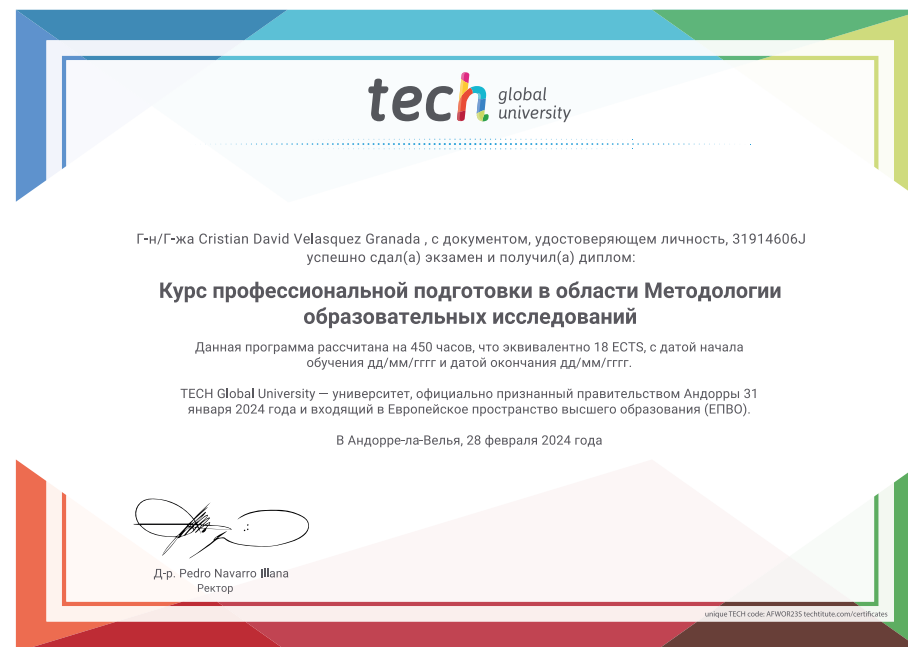 tech global university
Г-н/Г-жа Cristian David Velasquez Granada , с документом, удостоверяющем личность, 31914606J
успешно сдал(а) экзамен и получил(а) диплом:
Курс профессиональной подготовки в области Методологии
образовательных исследований
Данная программа рассчитана на 450 часов, что эквивалентно 18 ECTS, с датой начала
обучения дд/мм/гггг и датой окончания дд/мм/гггг.
TECH Global University — университет, официально признанный правительством Андорры 31
января 2024 года и входящий в Европейское пространство высшего образования (ЕПВО).
В Андорре-ла-Велья, 28 февраля 2024 года
Д-р. Pedro Navarro Illana
Ректор
unique TECH code: AFWOR235 techtitute.com/certificates